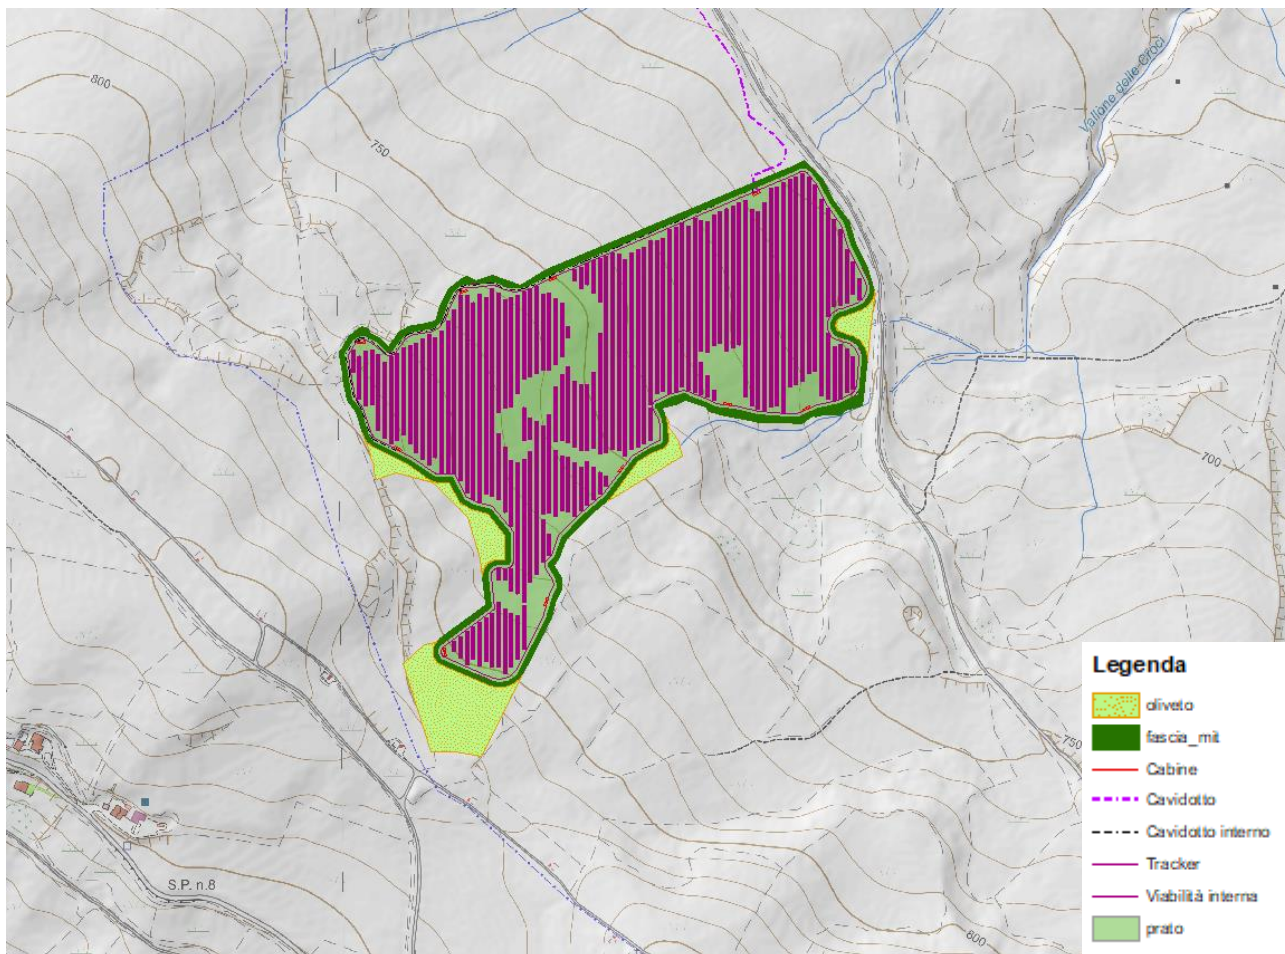 800
750
Vallone delle Croci
700
750
800
S.P. n.8
Legenda
oliveto
fascia_mit
Cabine
Cavidotto
Cavidotto interno
Tracker
Viabilità interna
prato